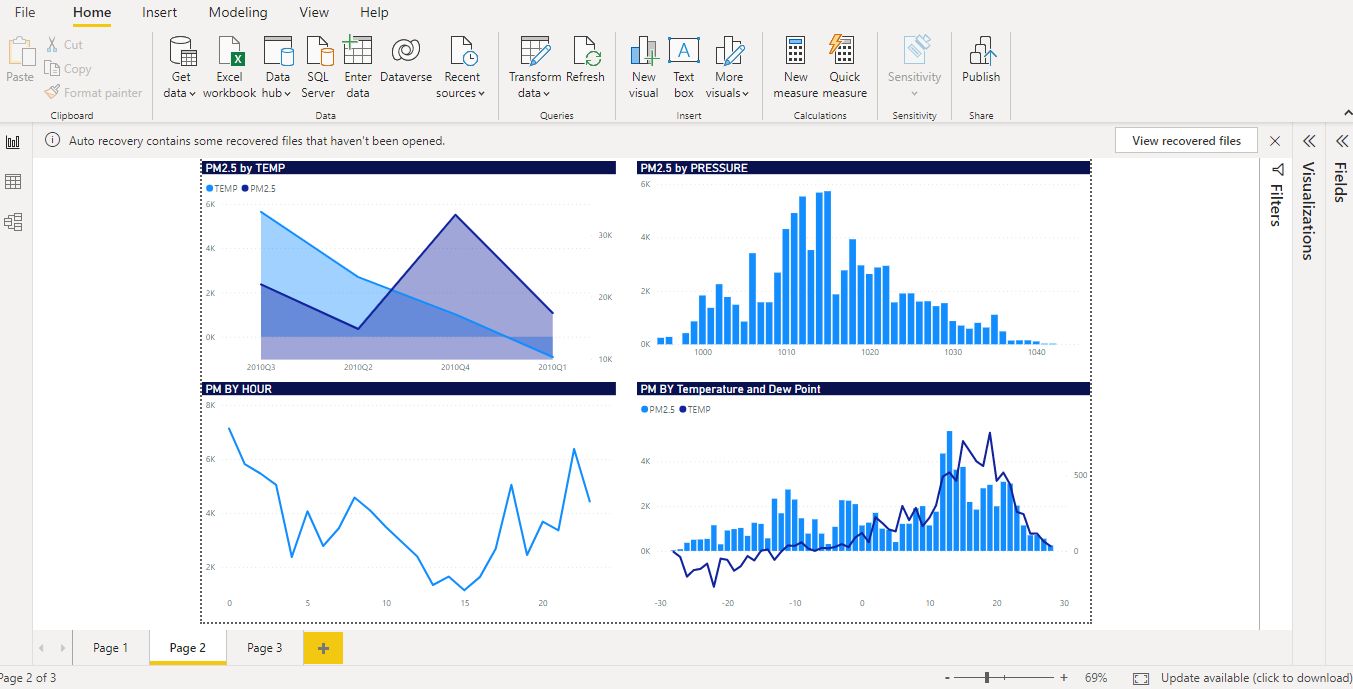 File Home Insert Modeling View Help
Paste
Cut
Copy
Format painter
Clipboard
Get data
Excel workbook
Data hub
SQL Server
Enter data
Dataverse
Recent sources
Data
Transform data
Refresh
Queries
New visual
Text box
More visuals
Insert
New measure
Quick measure
Calculations
Sensitivity
Sensitivity
Publish
Share
Auto recovery contains some recovered files that haven't been opened.
View recovered files
Filters
Visualizations
Fields
PM2.5 by TEMP
TEMP PM2.5
6K
4K
2K
0K
30K
20K
10K
2010Q3 2010Q2 2010Q4 2010Q1
PM2.5 by PRESSURE
6K
4K
2K
0K
1000 1010 1020 1030 1040
PM BY HOUR
8K
6K
4K
2K
0 5 10 15 20
PM BY Temperature and Dew Point
PM2.5 TEMP
4K
2K
0K
500
0
-30 -20 -10 0 10 20 30
Page 1 Page 2 Page 3 +
Page 2 of 3
- + 69%
Update available (click to download)